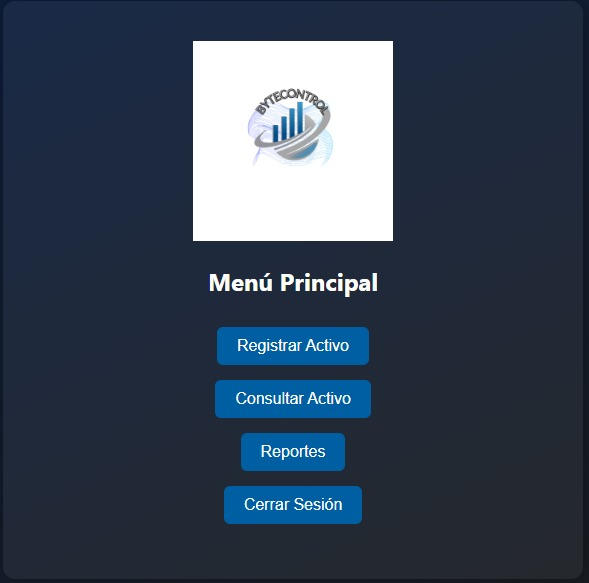 BYTECONTROL
Menú Principal
Registrar Activo
Consultar Activo
Reportes
Cerrar Sesión